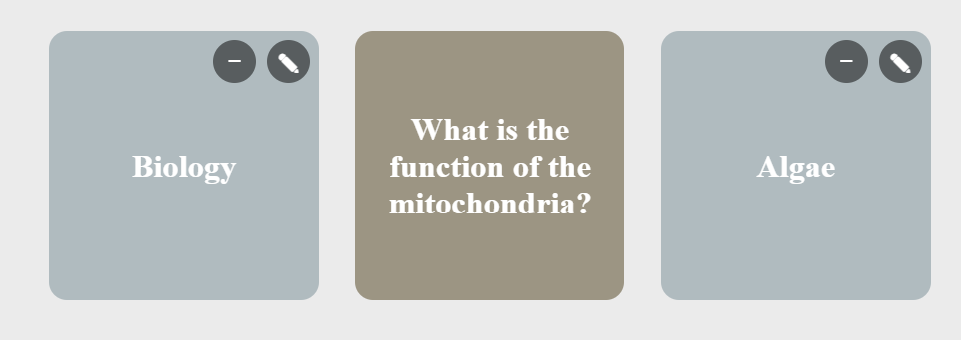 Biology
What is the
function of the
mitochondria?
Algae